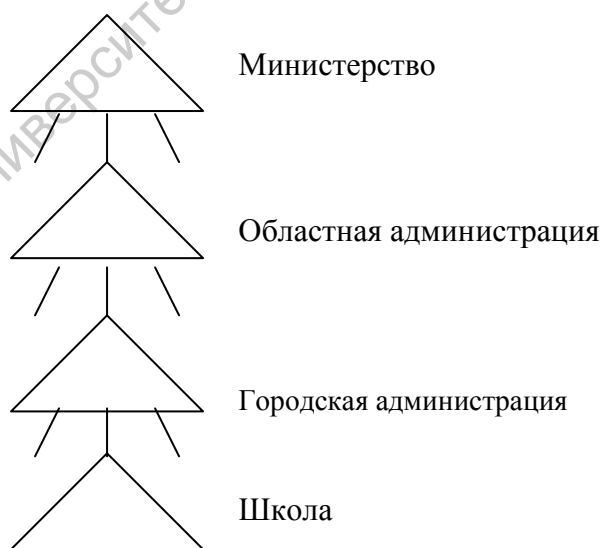 Министерство
Областная администрация
Городская администрация
Школа